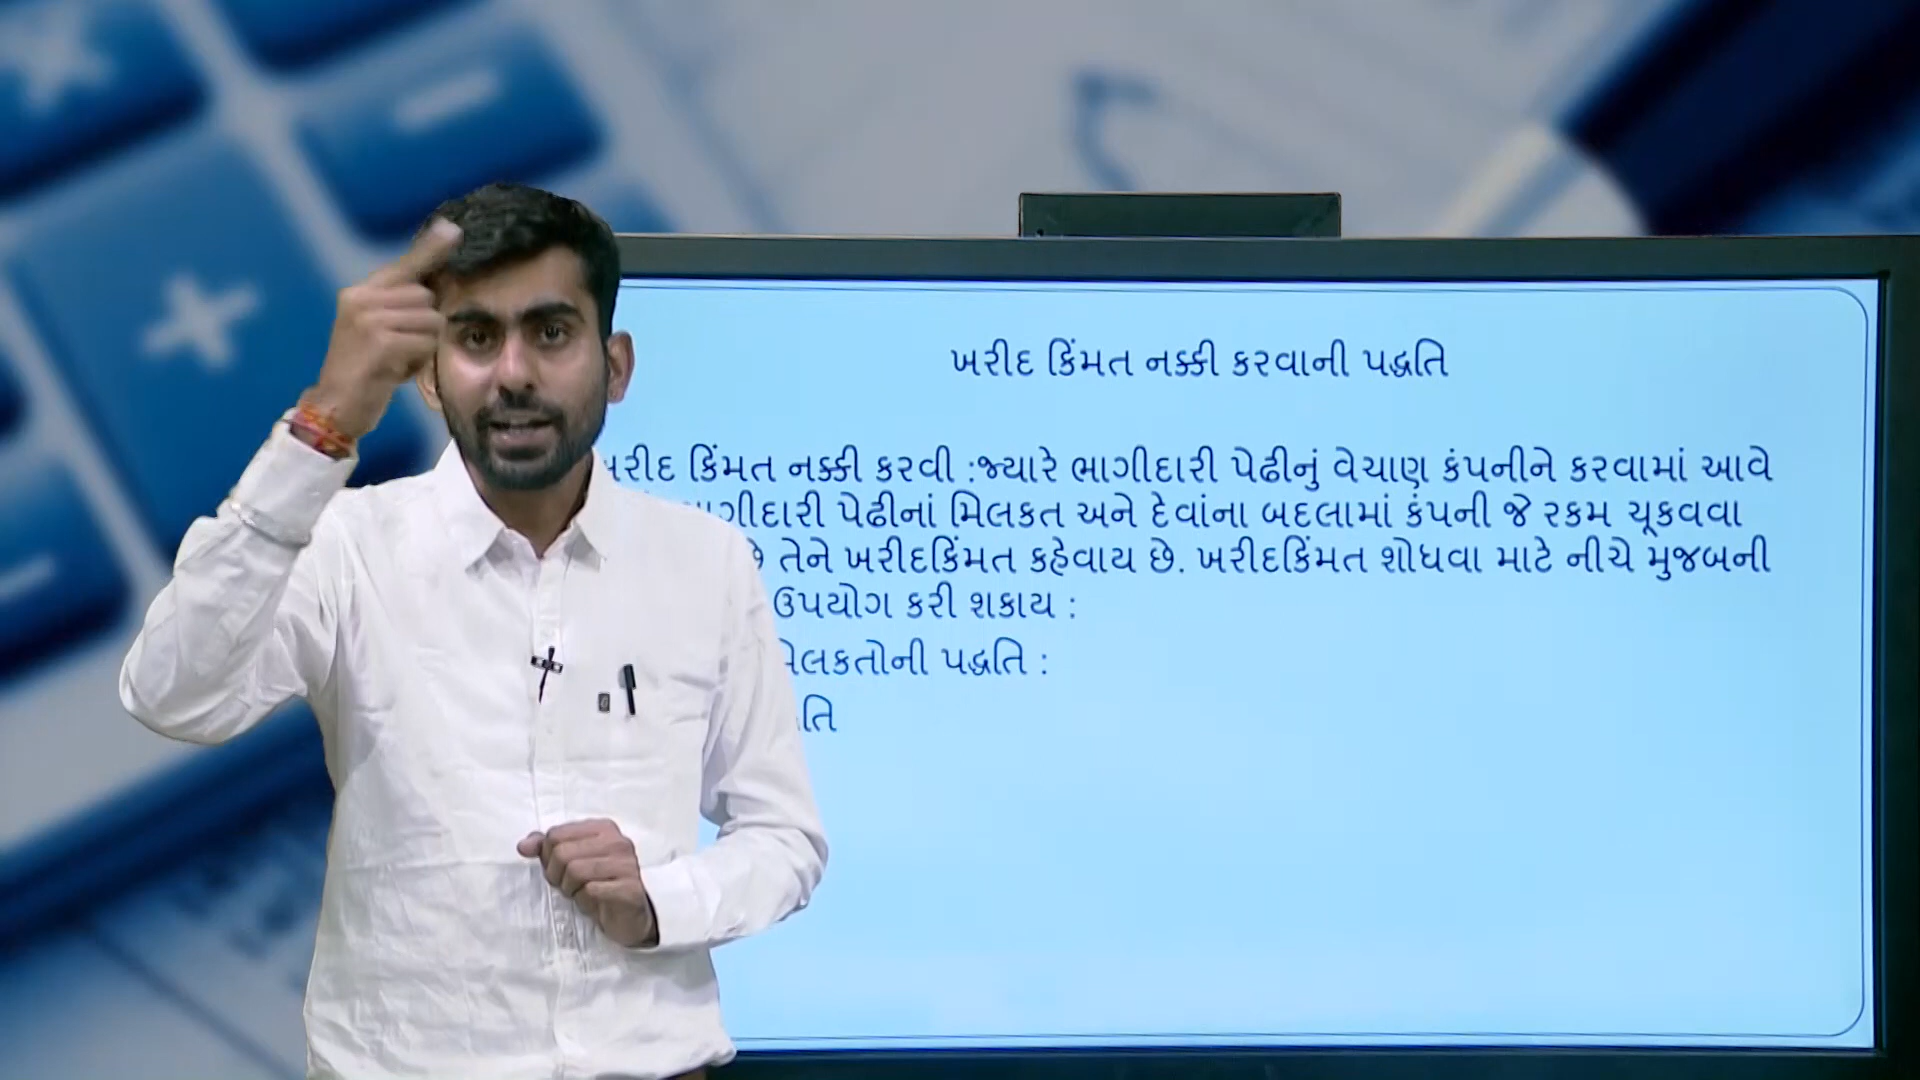 ખરીદ કિંમત નક્કી કરવાની પદ્ધતિ
કિંમત નક્કી કરવી :જ્યારે ભાગીદારી પેઢીનું વેચાણ કંપનીને કરવામાં આવે
પેઢીનાં મિલકત અને દેવાંના બદલામાં કંપની જે રકમ ચૂકવવા
તેને ખરીદકિંમત કહેવાય છે. ખરીદકિંમત શોધવા માટે નીચે મુજબની
ઉપયોગ કરી શકાય :
પદ્ધતિ :